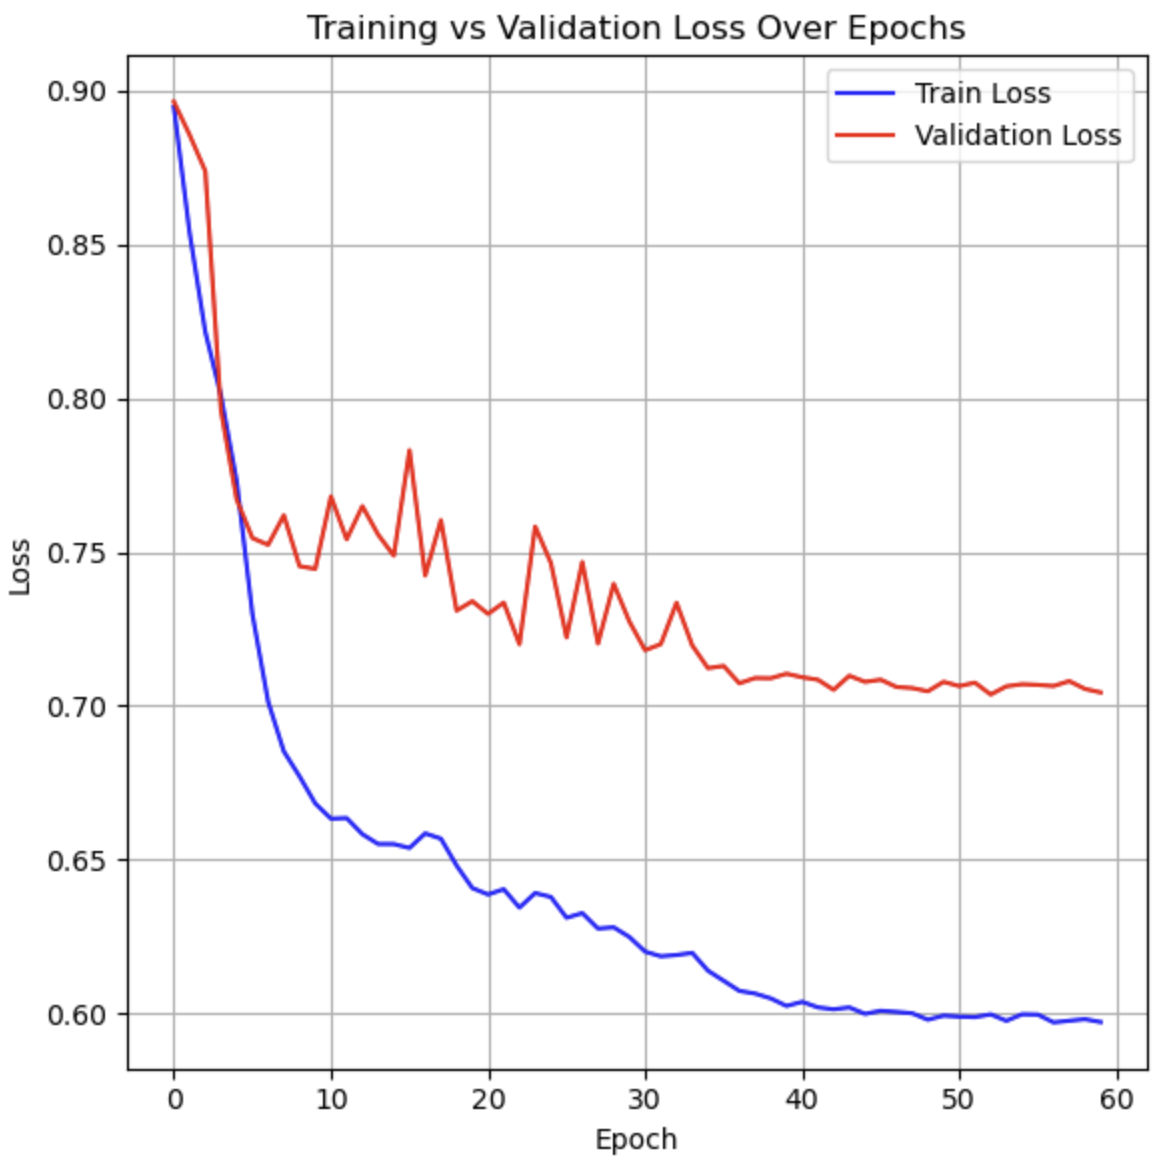 Training vs Validation Loss Over Epochs
Train Loss
Validation Loss
0.90
0.85
0.80
0.75
0.70
0.65
0.60
Loss
0 10 20 30 40 50 60
Epoch